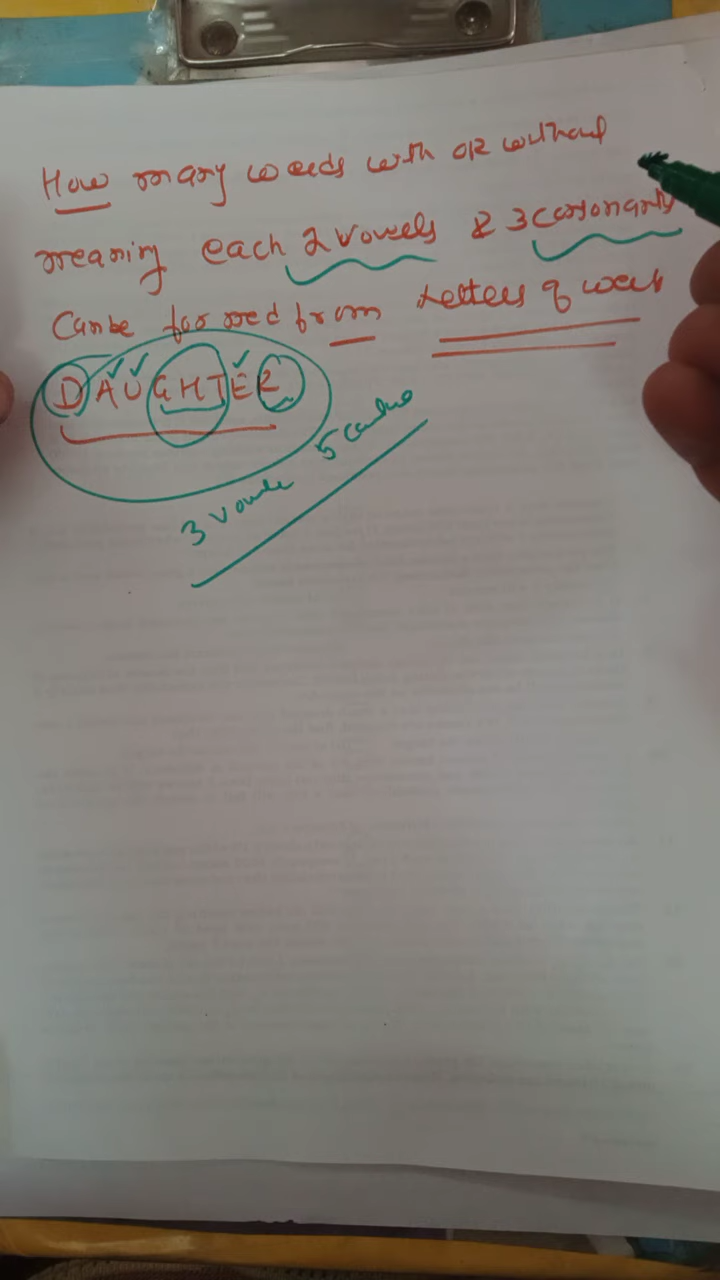 How many words with or without
meaning each 2 Vowels & 3 consonants
Can be formed from Letters of word
DAUGHTER
3 vowels 5